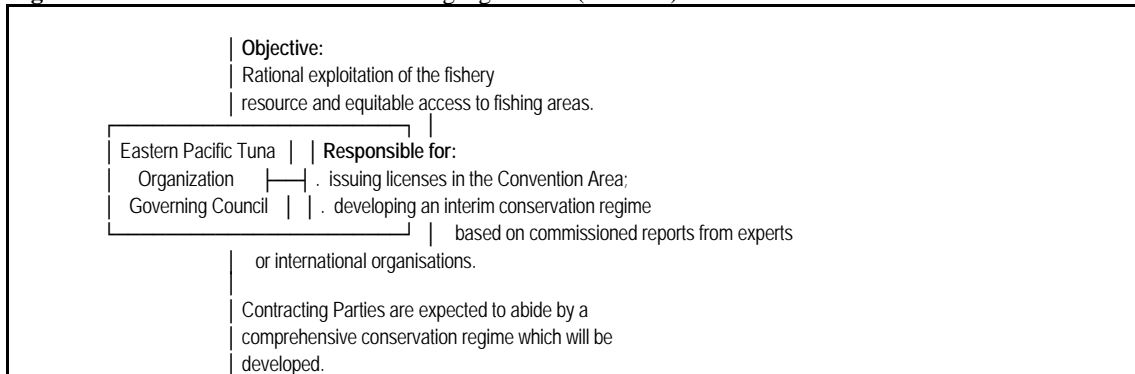 Objective:
Rational exploitation of the fishery
resource and equitable access to fishing areas.
Eastern Pacific Tuna Responsible for:
Organization . issuing licenses in the Convention Area;
Governing Council . developing an interim conservation regime
based on commissioned reports from experts
or international organisations.
Contracting Parties are expected to abide by a
comprehensive conservation regime which will be
developed.